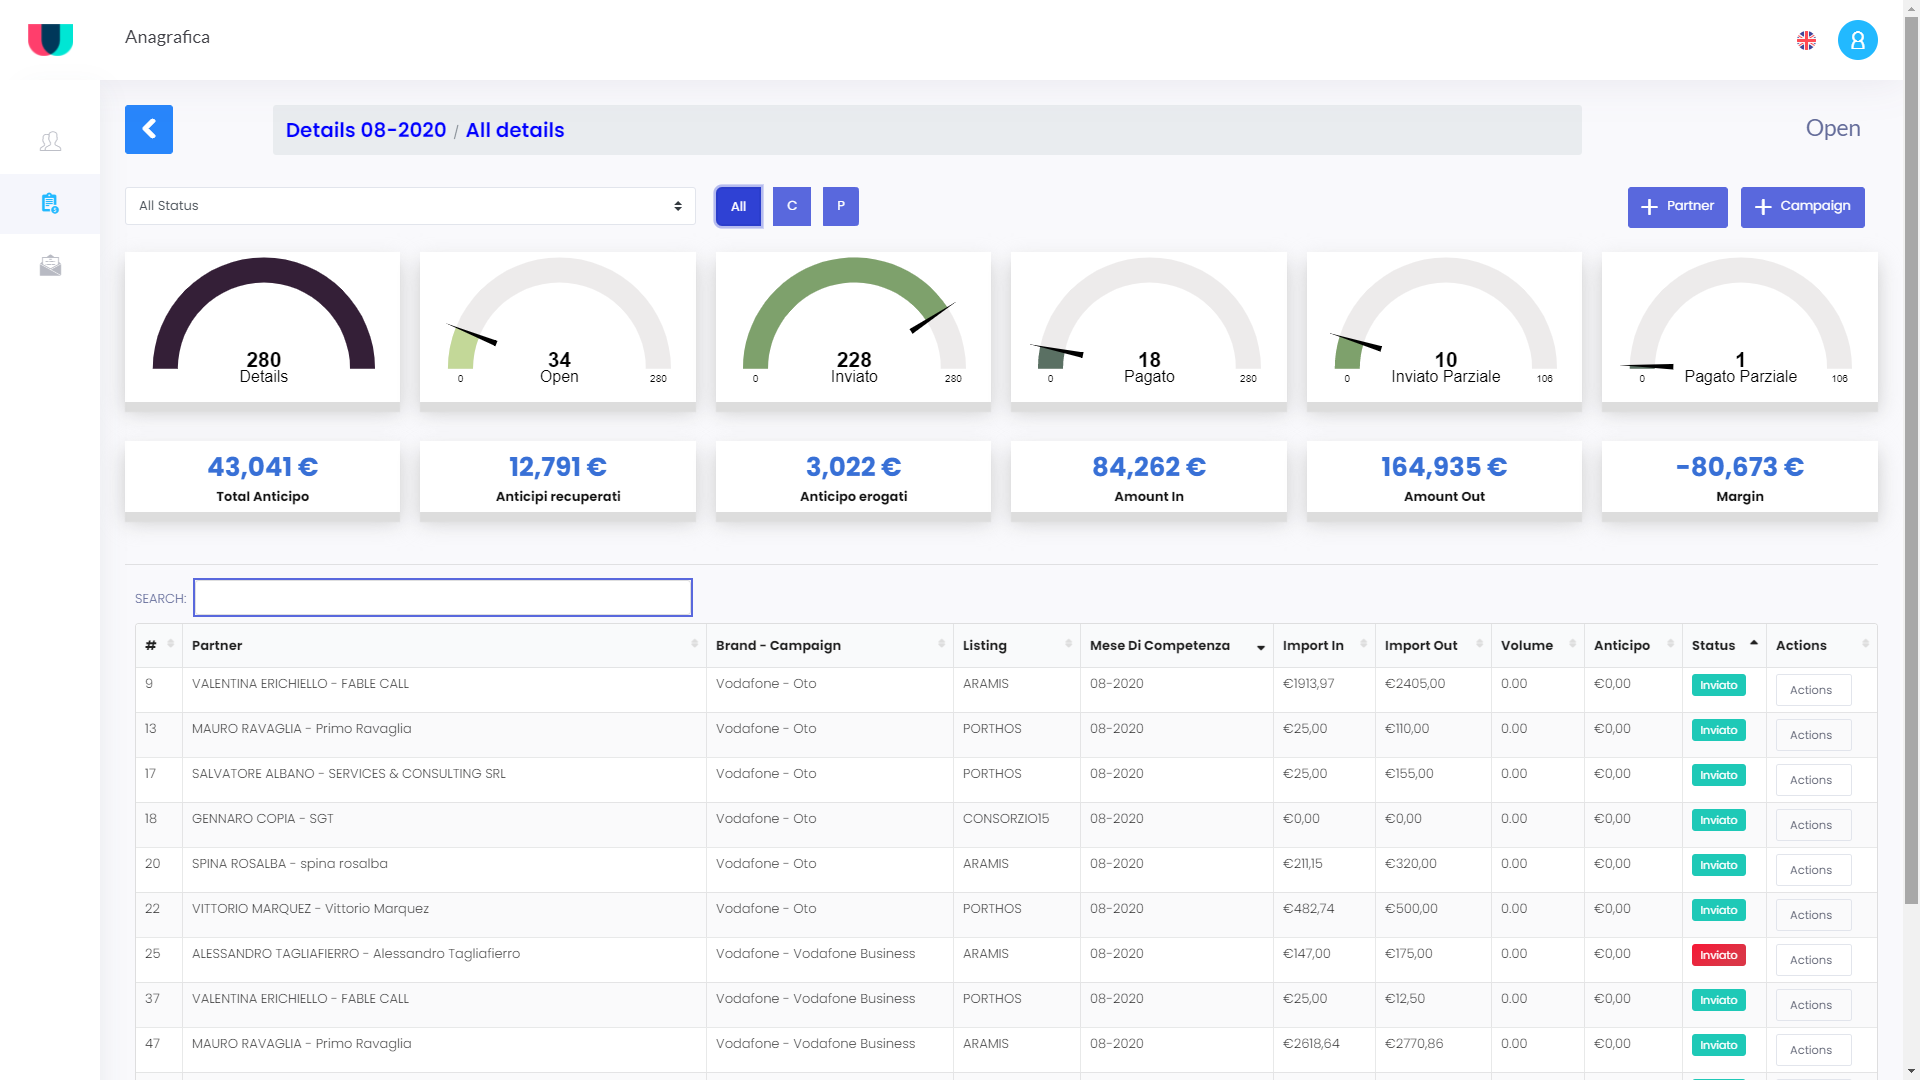 Anagrafica
Details 08-2020 / All details
Open
All Status
All
C
P
+ Partner
+ Campaign
280
Details
34
Open
0
280
228
Inviato
0
280
18
Pagato
0
280
10
Inviato Parziale
0
106
1
Pagato Parziale
0
106
43,041 €
Total Anticipo
12,791 €
Anticipi recuperati
3,022 €
Anticipo erogati
84,262 €
Amount In
164,935 €
Amount Out
-80,673 €
Margin
SEARCH:
# Partner Brand - Campaign Listing Mese Di Competenza Import In Import Out Volume Anticipo Status Actions
9 VALENTINA ERICHIELLO - FABLE CALL Vodafone - Oto ARAMIS 08-2020 €1913,97 €2405,00 0.00 €0,00 Inviato Actions
13 MAURO RAVAGLIA - Primo Ravaglia Vodafone - Oto PORTHOS 08-2020 €25,00 €110,00 0.00 €0,00 Inviato Actions
17 SALVATORE ALBANO - SERVICES & CONSULTING SRL Vodafone - Oto PORTHOS 08-2020 €25,00 €155,00 0.00 €0,00 Inviato Actions
18 GENNARO COPIA - SGT Vodafone - Oto CONSORZIO15 08-2020 €0,00 €0,00 0.00 €0,00 Inviato Actions
20 SPINA ROSALBA - spina rosalba Vodafone - Oto ARAMIS 08-2020 €211,15 €320,00 0.00 €0,00 Inviato Actions
22 VITTORIO MARQUEZ - Vittorio Marquez Vodafone - Oto PORTHOS 08-2020 €482,74 €500,00 0.00 €0,00 Inviato Actions
25 ALESSANDRO TAGLIAFIERRO - Alessandro Tagliafierro Vodafone - Vodafone Business ARAMIS 08-2020 €147,00 €175,00 0.00 €0,00 Inviato Actions
37 VALENTINA ERICHIELLO - FABLE CALL Vodafone - Vodafone Business PORTHOS 08-2020 €25,00 €12,50 0.00 €0,00 Inviato Actions
47 MAURO RAVAGLIA - Primo Ravaglia Vodafone - Vodafone Business ARAMIS 08-2020 €2618,64 €2770,86 0.00 €0,00 Inviato Actions